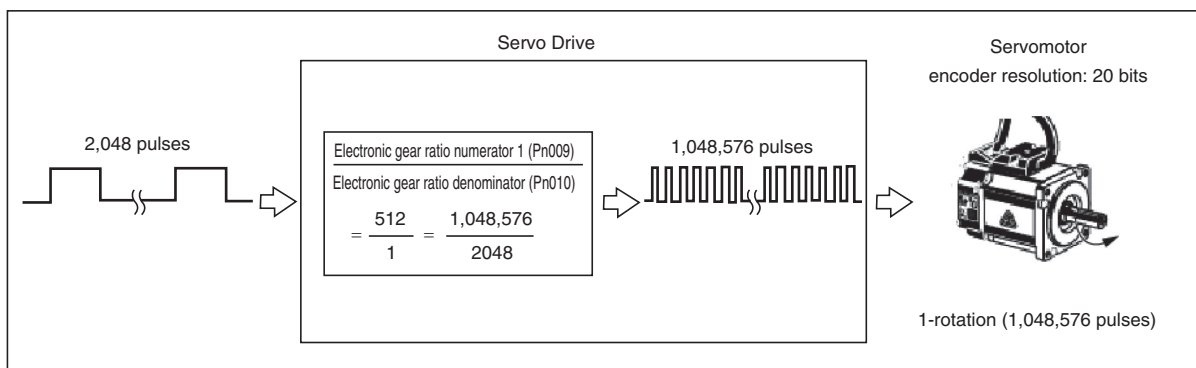 Servo Drive
Servomotor
encoder resolution: 20 bits
2,048 pulses
Electronic gear ratio numerator 1 (Pn009)
Electronic gear ratio denominator (Pn010)
= 512/1 = 1,048,576/2048
1,048,576 pulses
1-rotation (1,048,576 pulses)